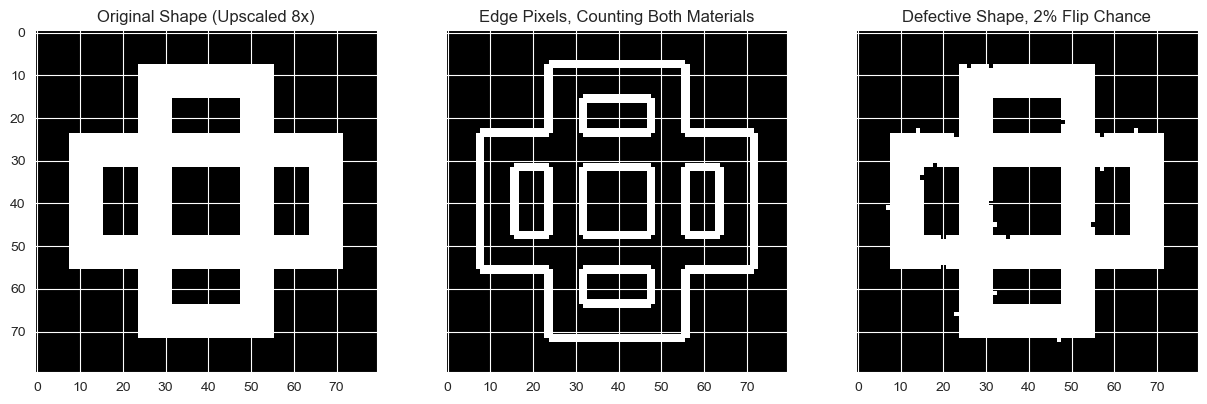 Original Shape (Upscaled 8x)
Edge Pixels, Counting Both Materials
Defective Shape, 2% Flip Chance
0
10
20
30
40
50
60
70
0 10 20 30 40 50 60 70
0 10 20 30 40 50 60 70
0 10 20 30 40 50 60 70